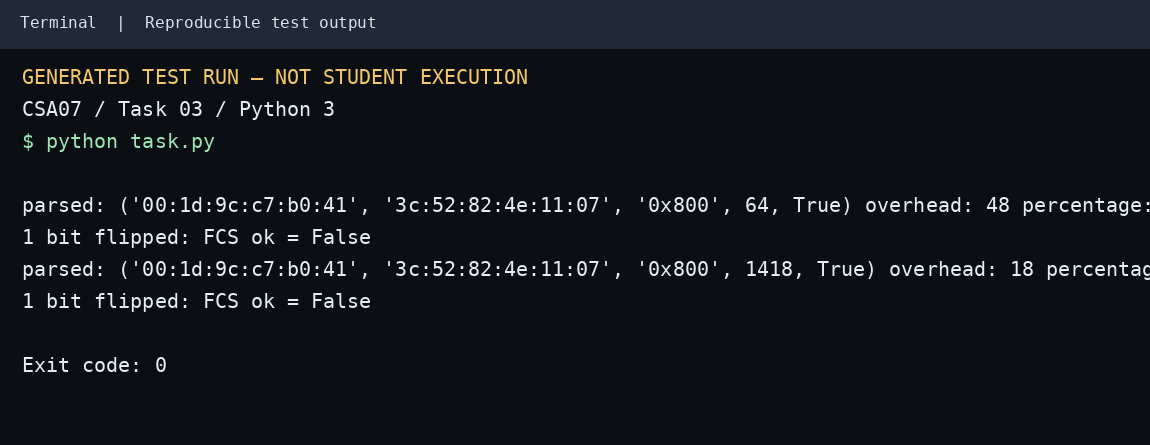 Terminal  |  Reproducible test output
GENERATED TEST RUN — NOT STUDENT EXECUTION
CSA07 / Task 03 / Python 3
$ python task.py
parsed: ('00:1d:9c:c7:b0:41', '3c:52:82:4e:11:07', '0x800', 64, True) overhead: 48 percentage:
1 bit flipped: FCS ok = False
parsed: ('00:1d:9c:c7:b0:41', '3c:52:82:4e:11:07', '0x800', 1418, True) overhead: 18 percentag
1 bit flipped: FCS ok = False
Exit code: 0